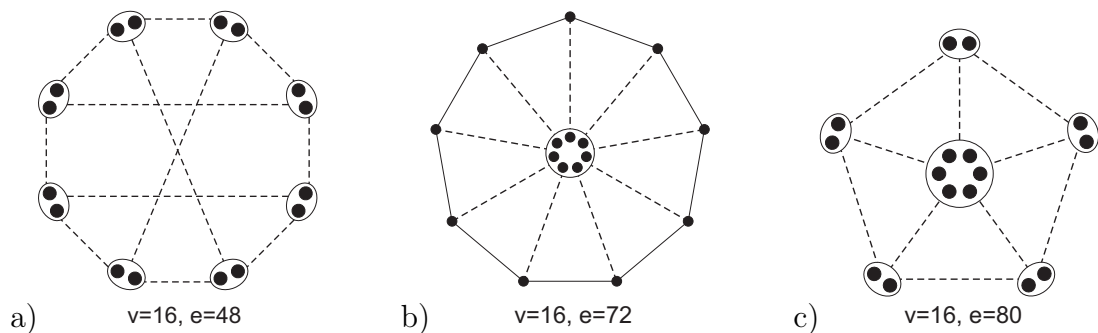 a) v=16, e=48
b) v=16, e=72
c) v=16, e=80